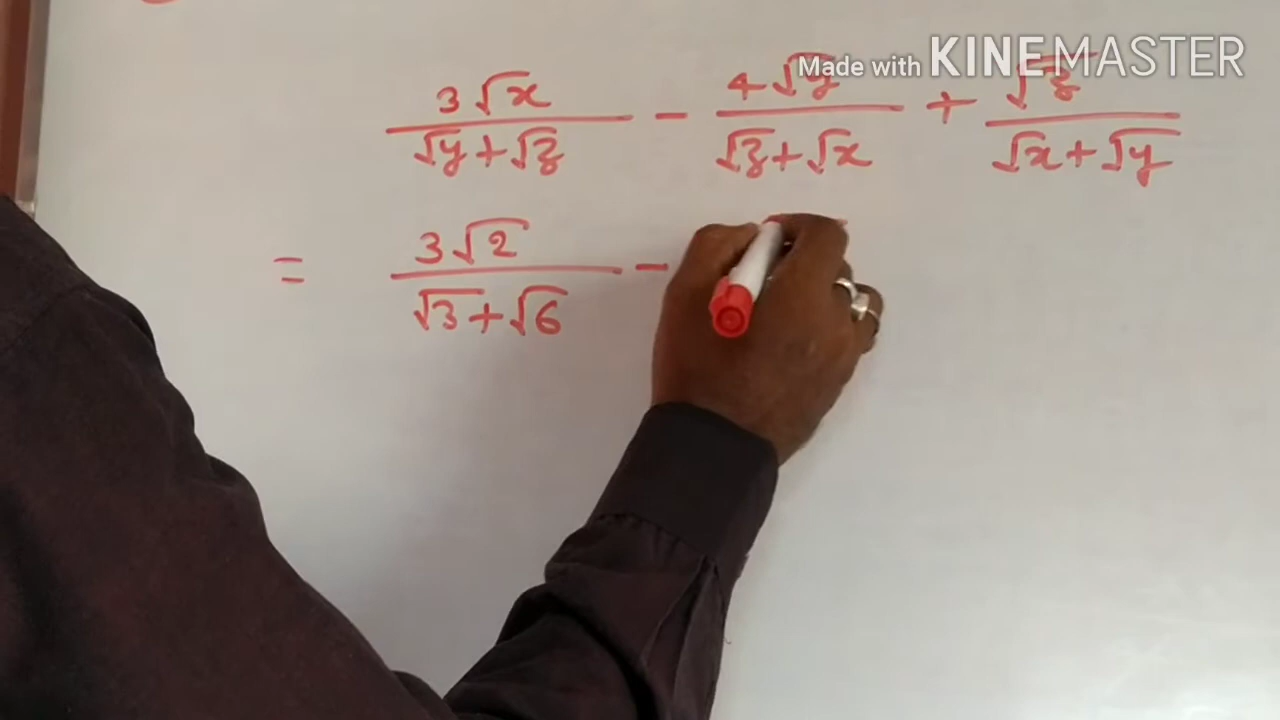 Made with KINEMASTER
3√x/(√y+√z) - 4√y/(√z+√x) + √z/(√x+√y)
= 3√2/(√3+√6) -